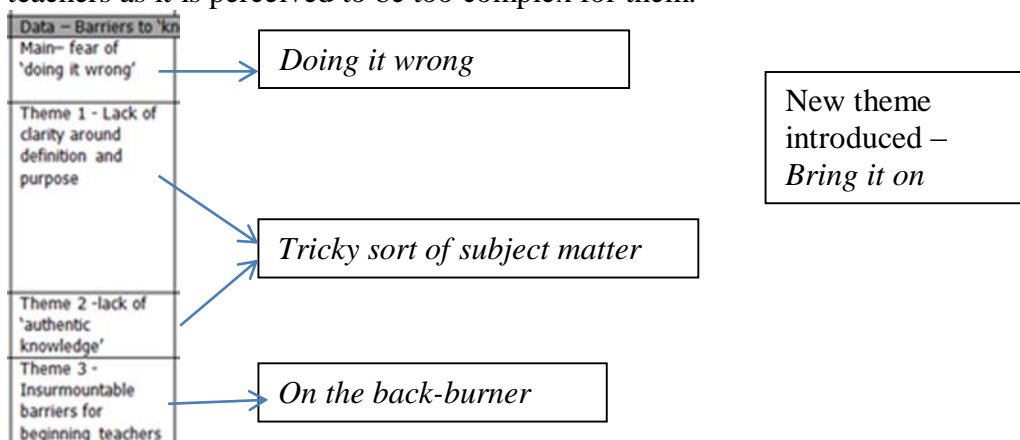 teachers as it is perceived to be too complex for them.
Data – Barriers to 'kn
Main– fear of
'doing it wrong'
Theme 1 - Lack of
clarity around
definition and
purpose
Theme 2 -lack of
'authentic
knowledge'
Theme 3 -
Insurmountable
barriers for
beginning teachers
Doing it wrong
Tricky sort of subject matter
On the back-burner
New theme
introduced –
Bring it on